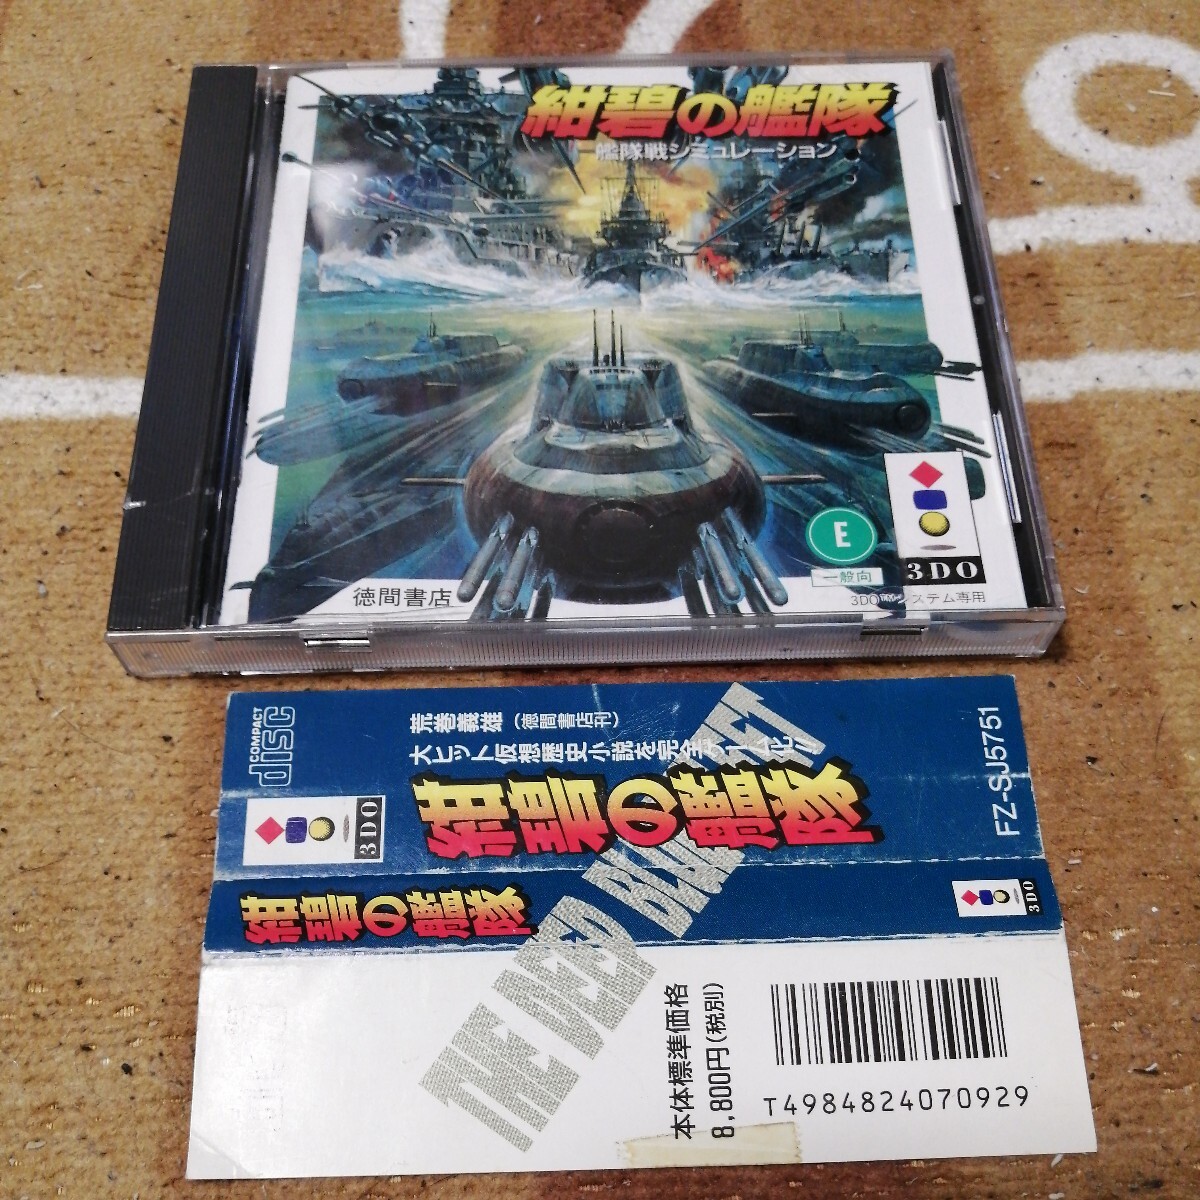 紺碧の艦隊
艦隊戦シミュレーション
E
一般向
3DO
3DO™システム専用
徳間書店
COMPACT
disc
荒巻義雄（徳間書店刊）
大ヒット仮想歴史小説を完全ゲーム化!!
紺碧の艦隊
THE DEEP BLUE FLEET
3DO
FZ-SJ5751
紺碧の艦隊
3DO
本体標準価格
8,800円(税別)
T4984824070929